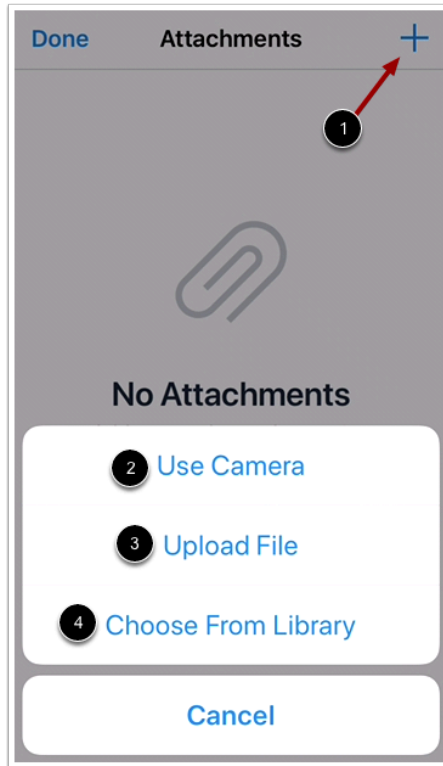 Done Attachments +
1
No Attachments
2 Use Camera
3 Upload File
4 Choose From Library
Cancel